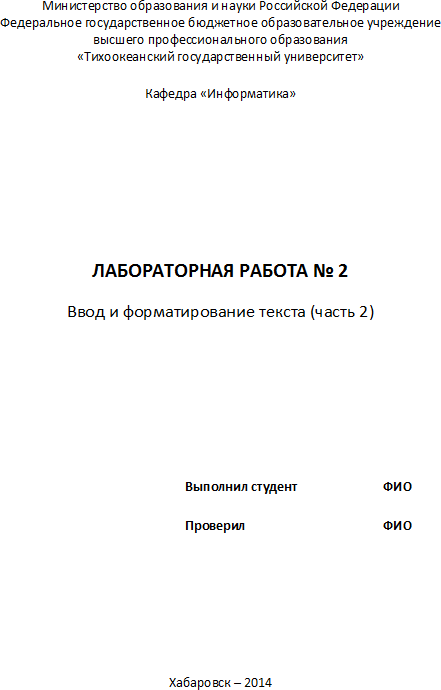 Министерство образования и науки Российской Федерации
Федеральное государственное бюджетное образовательное учреждение
высшего профессионального образования
«Тихоокеанский государственный университет»
Кафедра «Информатика»
ЛАБОРАТОРНАЯ РАБОТА № 2
Ввод и форматирование текста (часть 2)
Выполнил студент ФИО
Проверил ФИО
Хабаровск – 2014